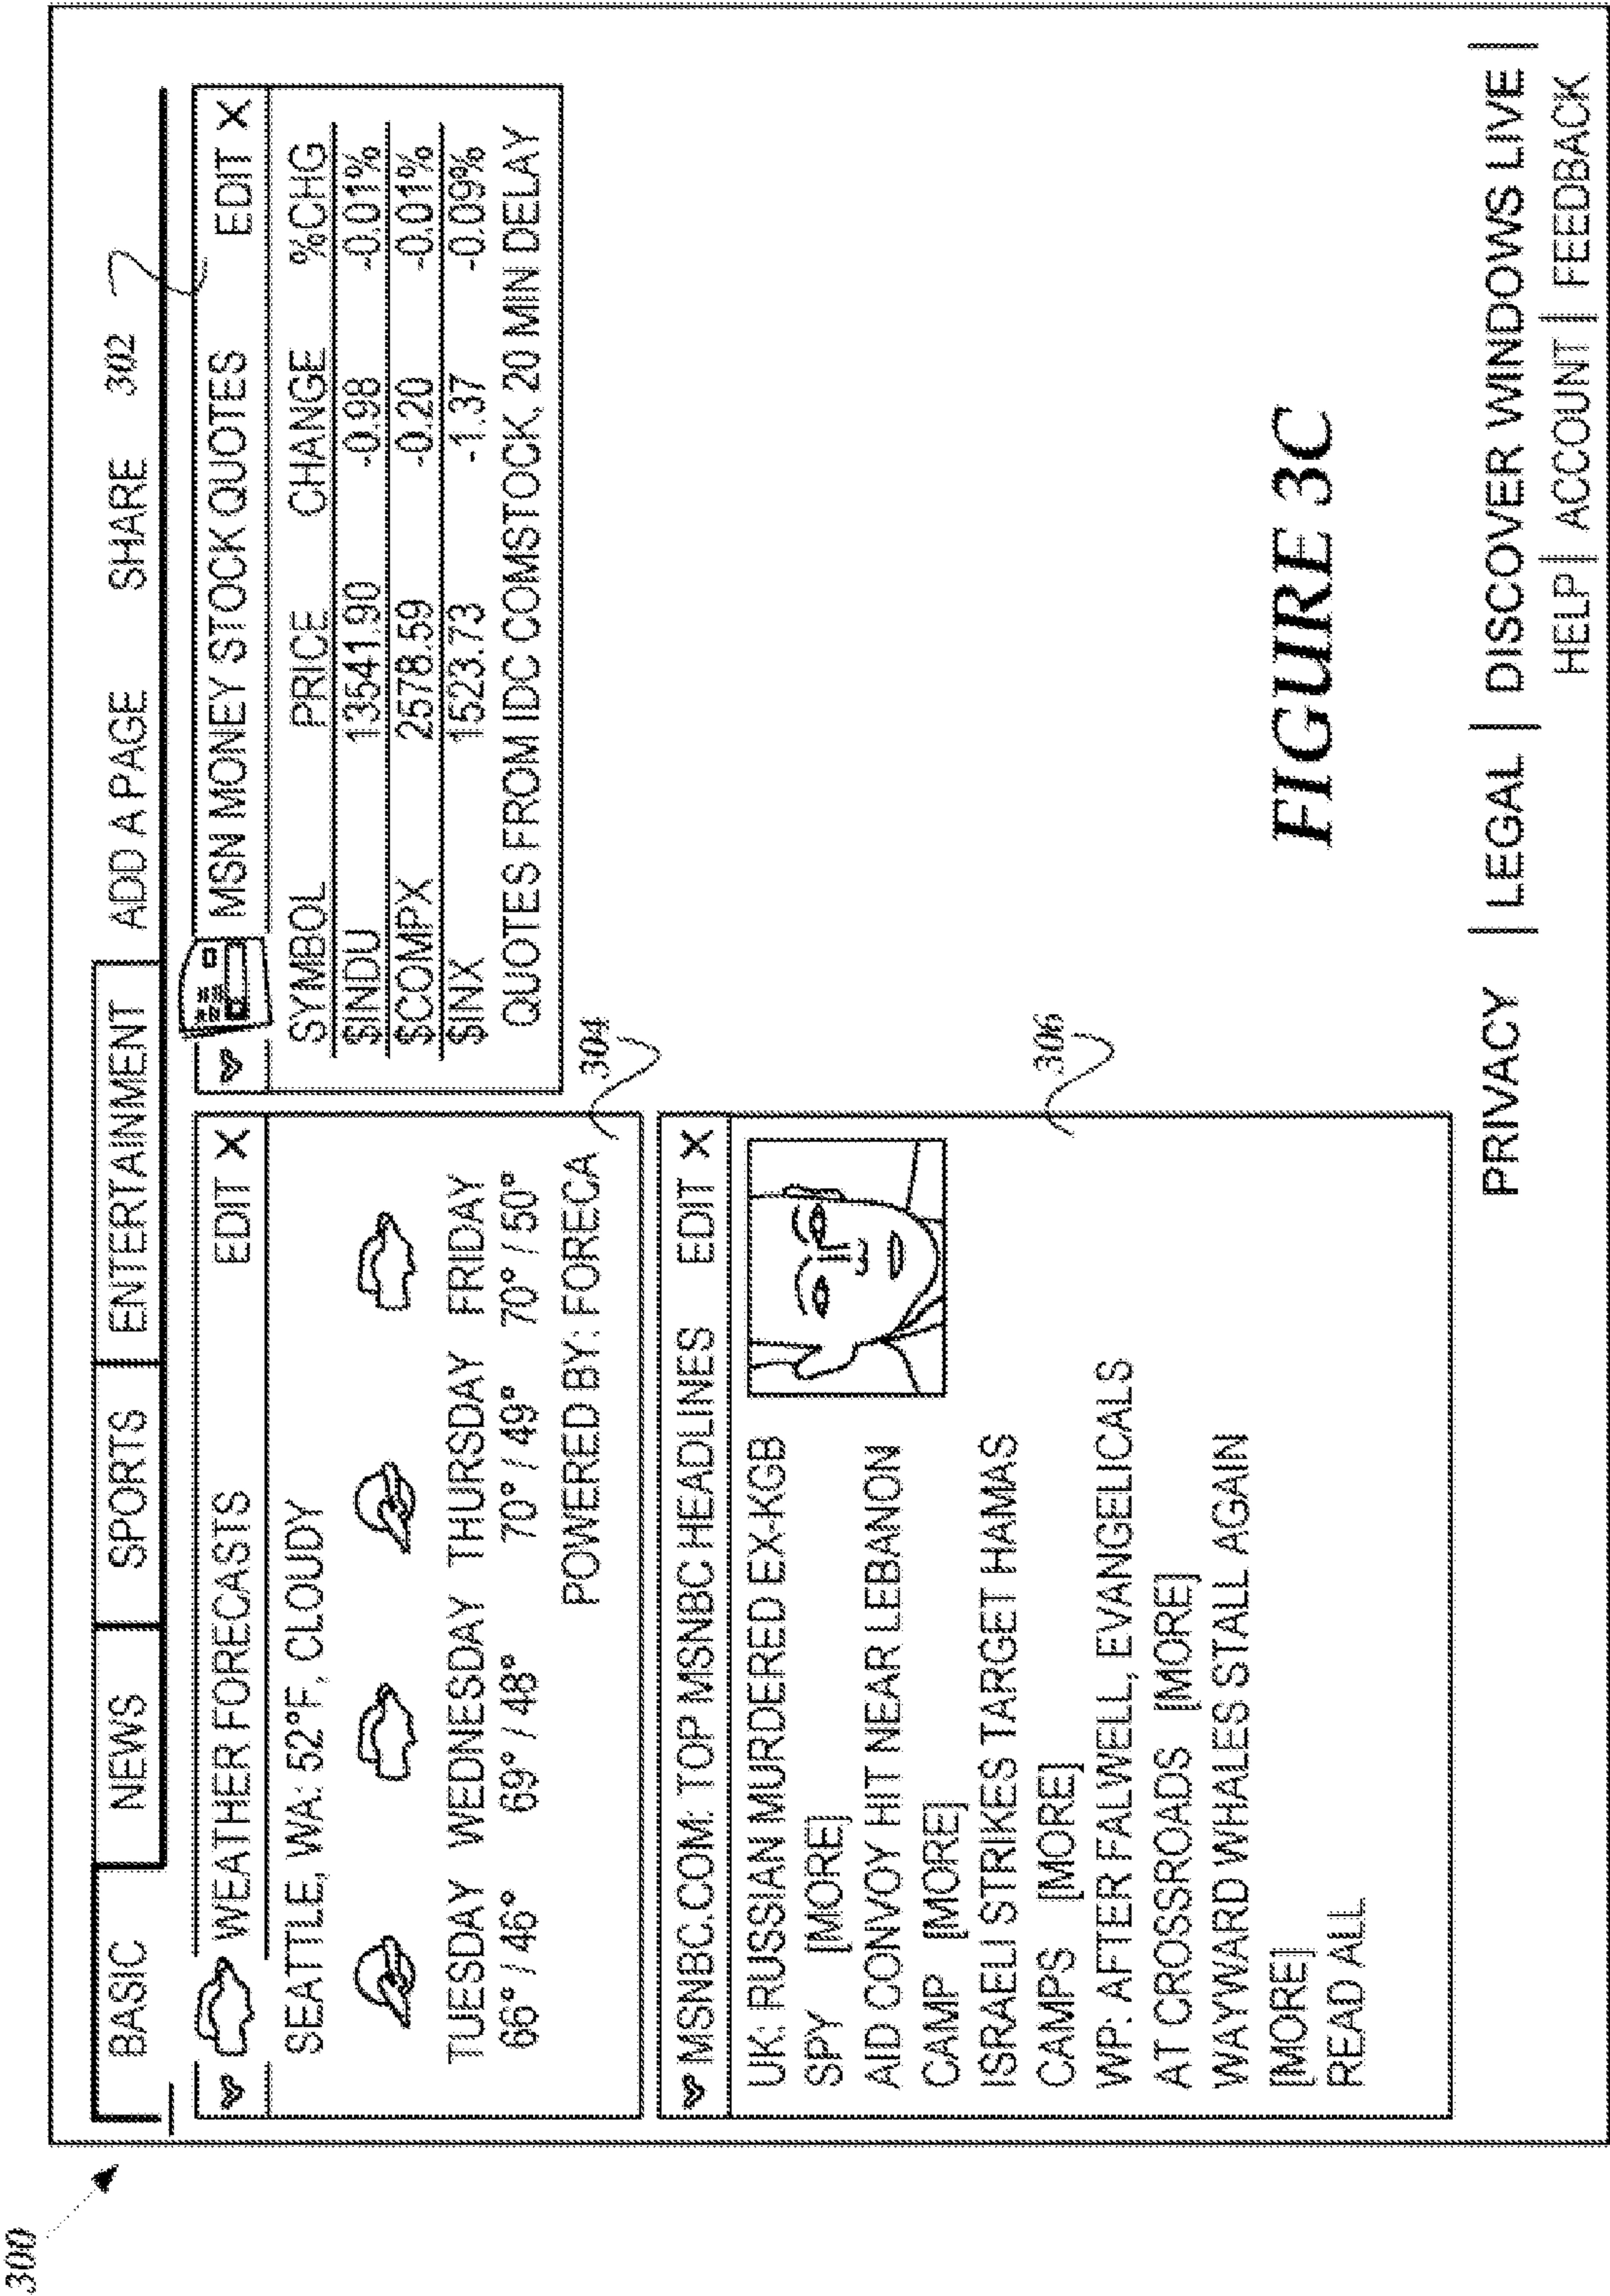 300
BASIC NEWS SPORTS ENTERTAINMENT ADD A PAGE SHARE 302
WEATHER FORECASTS EDIT X
SEATTLE, WA: 52°F, CLOUDY
TUESDAY WEDNESDAY THURSDAY FRIDAY
66° / 46° 69° / 48° 70° / 49° 70° / 50°
POWERED BY: FORECA
304
MSNBC.COM: TOP MSNBC HEADLINES EDIT X
UK: RUSSIAN MURDERED EX-KGB
SPY [MORE]
AID CONVOY HIT NEAR LEBANON
CAMP [MORE]
ISRAELI STRIKES TARGET HAMAS
CAMPS [MORE]
WP: AFTER FALWELL, EVANGELICALS
AT CROSSROADS [MORE]
WAYWARD WHALES STALL AGAIN
[MORE]
READ ALL
306
MSN MONEY STOCK QUOTES EDIT X
SYMBOL PRICE CHANGE %CHG
$INDU 13541.90 -0.98 -0.01%
$COMPX 2578.59 -0.20 -0.01%
$INX 1523.73 -1.37 -0.09%
QUOTES FROM IDC COMSTOCK, 20 MIN DELAY
FIGURE 3C
PRIVACY | LEGAL | DISCOVER WINDOWS LIVE |
HELP | ACCOUNT | FEEDBACK